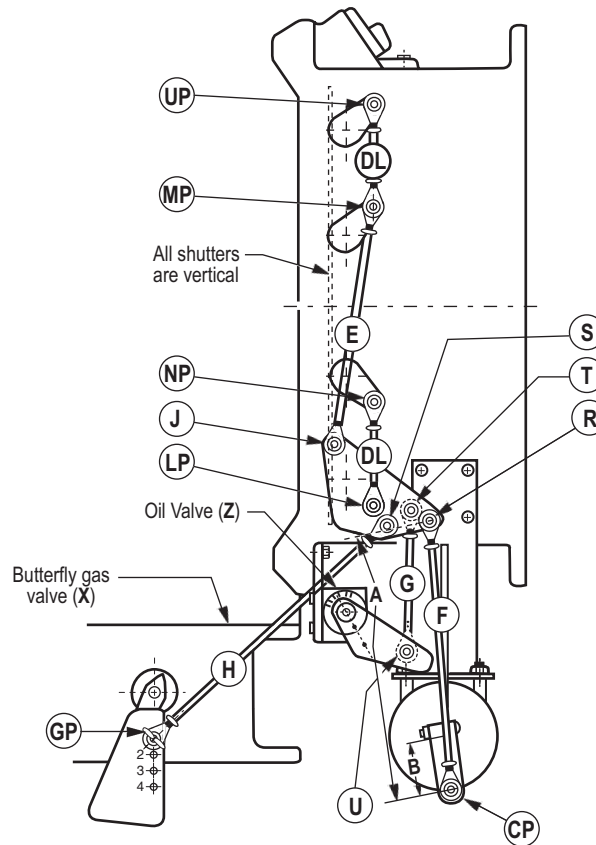 UP
DL
MP
All shutters
are vertical
E
S
NP
T
J
R
DL
LP
Oil Valve (Z)
A
Butterfly gas
valve (X)
G
F
H
GP
2
3
4
B
U
CP